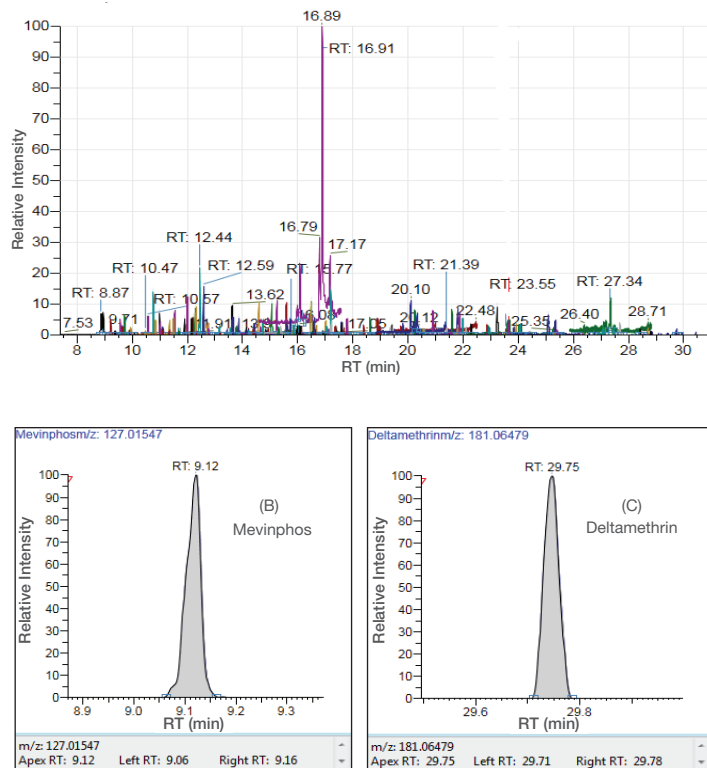 16.89
RT: 16.91
16.79
RT: 12.44
17.17
RT: 12.59
RT: 15.77
RT: 10.47
RT: 21.39
RT: 8.87
RT: 10.57
13.62
20.10
RT: 23.55
RT: 27.34
7.53
9.71
22.48
25.35
26.40
28.71
Relative Intensity
100
90
80
70
60
50
40
30
20
10
0
8 10 12 14 16 18 20 22 24 26 28 30
RT (min)
Mevinphosm/z: 127.01547
RT: 9.12
(B)
Mevinphos
Relative Intensity
100
90
80
70
60
50
40
30
20
10
0
8.9 9.0 9.1 9.2 9.3
RT (min)
m/z: 127.01547
Apex RT: 9.12 Left RT: 9.06 Right RT: 9.16
Deltamethrinm/z: 181.06479
RT: 29.75
(C)
Deltamethrin
Relative Intensity
100
90
80
70
60
50
40
30
20
10
0
29.6 29.8
RT (min)
m/z: 181.06479
Apex RT: 29.75 Left RT: 29.71 Right RT: 29.78